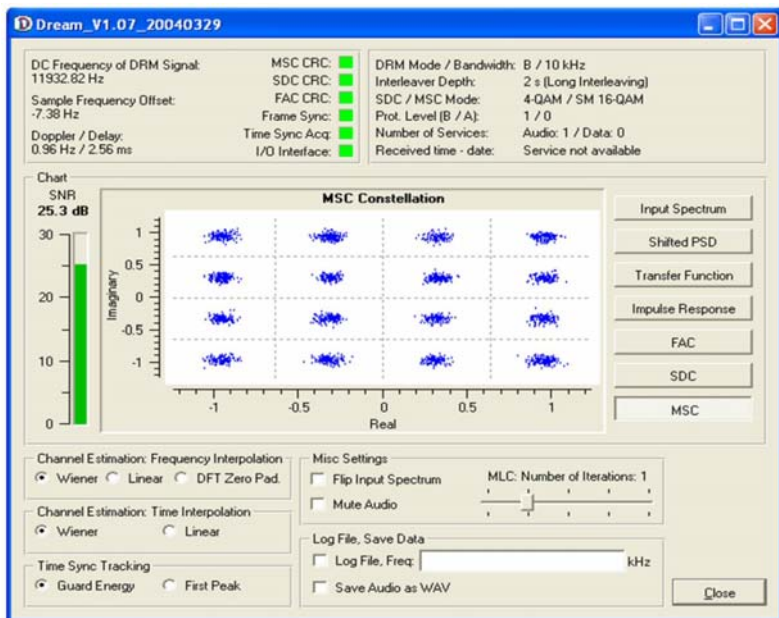 Dream_V1.07_20040329
DC Frequency of DRM Signal:
11932.82 Hz
Sample Frequency Offset:
-7.38 Hz
Doppler / Delay:
0.96 Hz / 2.56 ms
MSC CRC:
SDC CRC:
FAC CRC:
Frame Sync:
Time Sync Acq:
I/O Interface:
DRM Mode / Bandwidth: B / 10 kHz
Interleaver Depth: 2 s (Long Interleaving)
SDC / MSC Mode: 4-QAM / SM 16-QAM
Prot. Level (B / A): 1 / 0
Number of Services: Audio: 1 / Data: 0
Received time - date: Service not available
Chart
SNR
25.3 dB
30
20
10
0
MSC Constellation
Imaginary
1
0.5
0
-0.5
-1
-1 -0.5 0 0.5 1
Real
Input Spectrum
Shifted PSD
Transfer Function
Impulse Response
FAC
SDC
MSC
Channel Estimation: Frequency Interpolation
Wiener Linear DFT Zero Pad.
Channel Estimation: Time Interpolation
Wiener Linear
Time Sync Tracking
Guard Energy First Peak
Misc Settings
Flip Input Spectrum
Mute Audio
MLC: Number of Iterations: 1
Log File, Save Data
Log File, Freq: kHz
Save Audio as WAV
Close